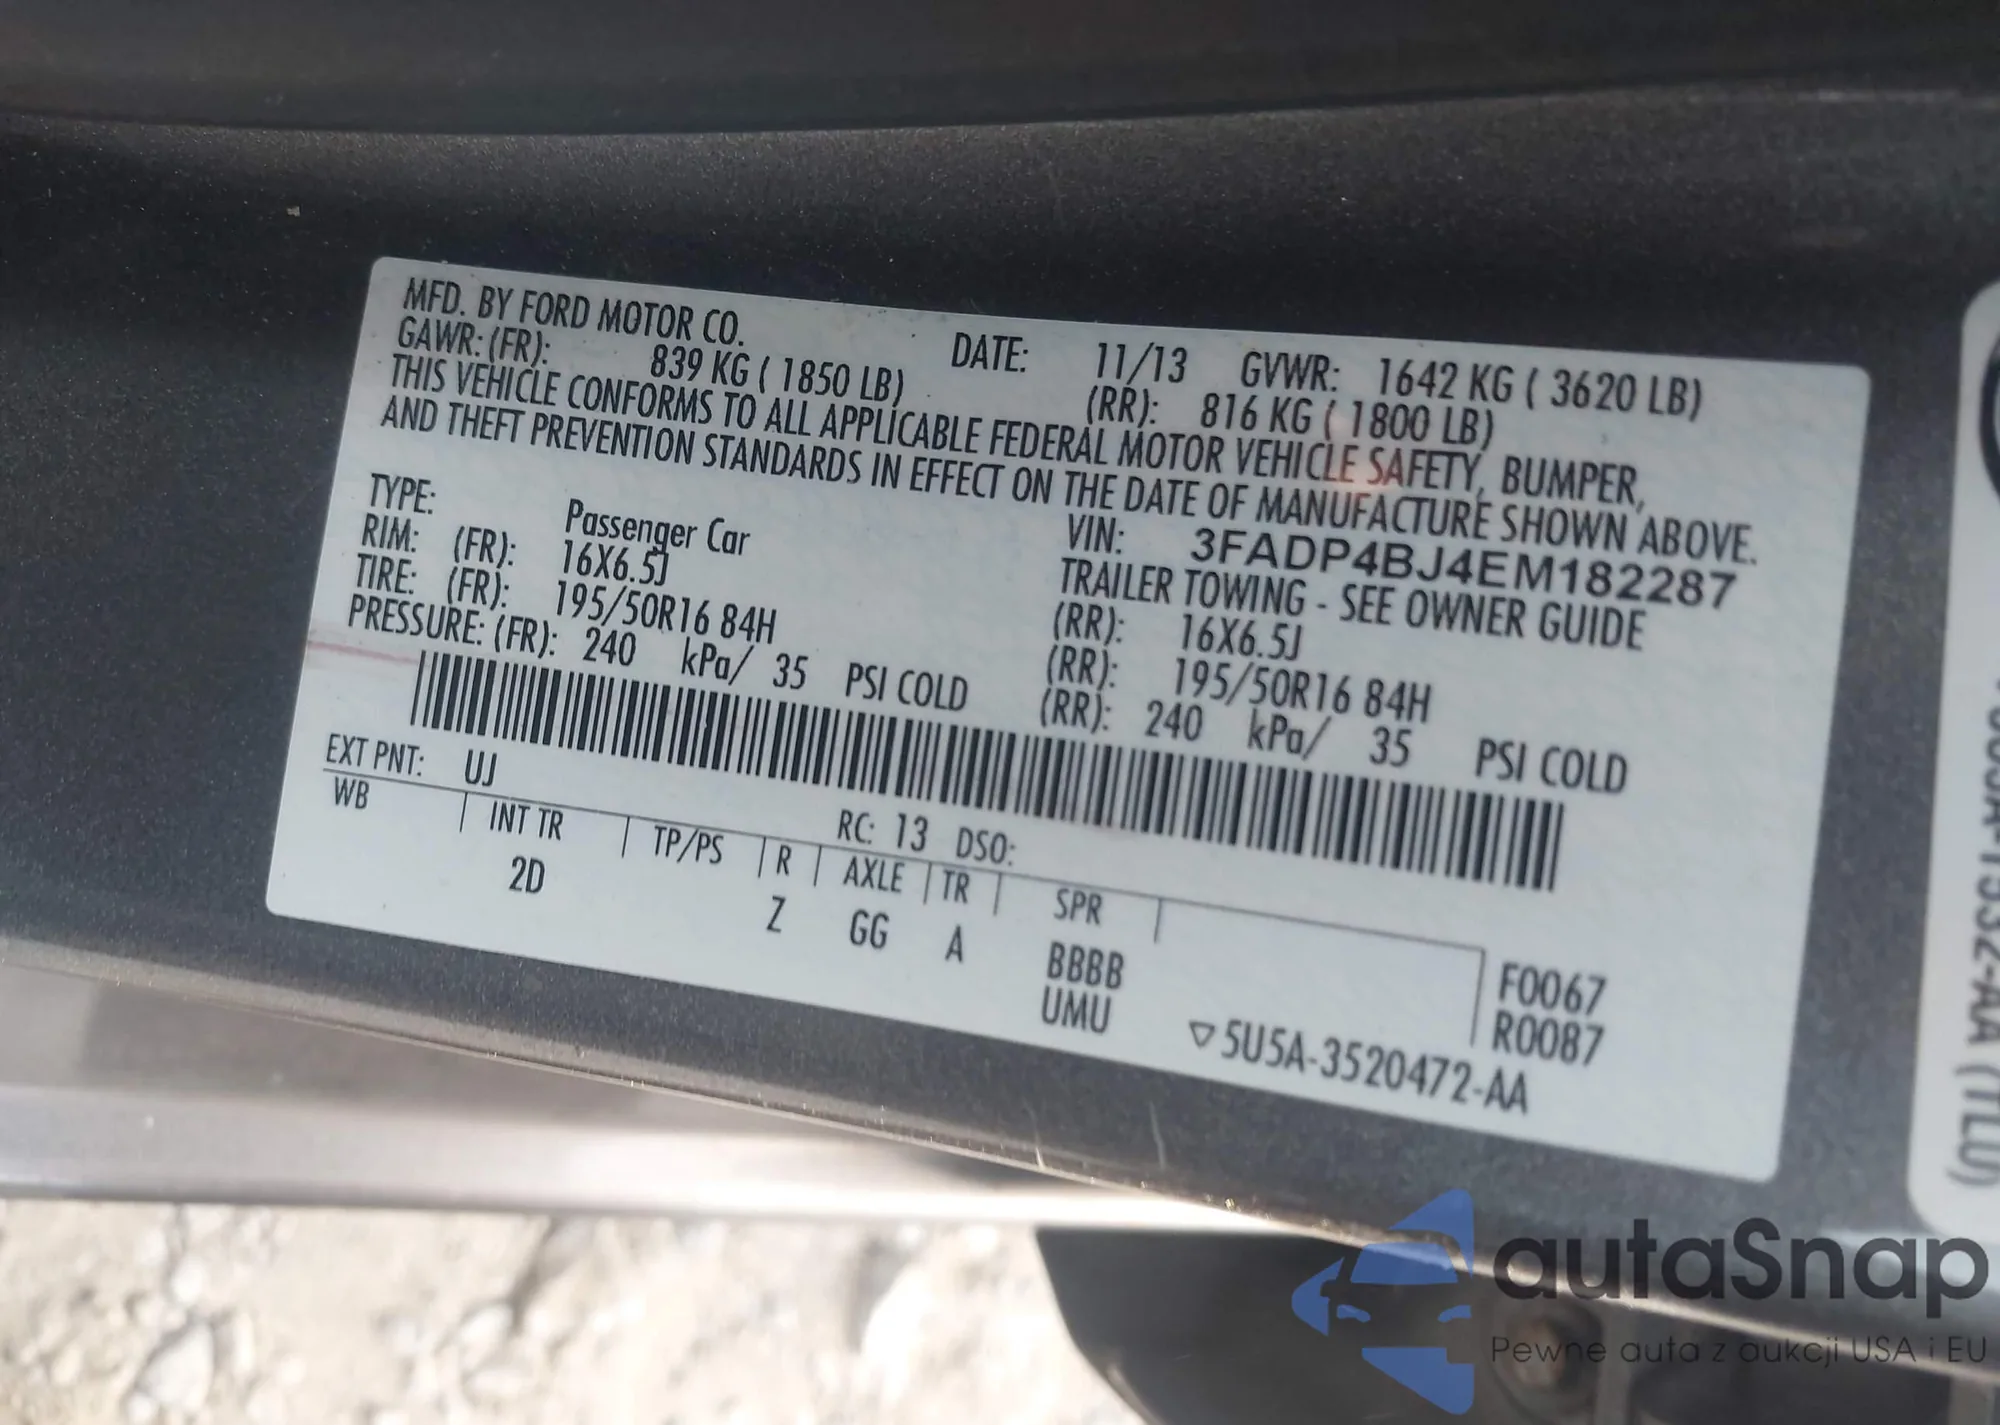 MFD. BY FORD MOTOR CO.
DATE: 11/13 GVWR: 1642 KG ( 3620 LB)
GAWR: (FR): 839 KG ( 1850 LB) (RR): 816 KG ( 1800 LB)
THIS VEHICLE CONFORMS TO ALL APPLICABLE FEDERAL MOTOR VEHICLE SAFETY, BUMPER,
AND THEFT PREVENTION STANDARDS IN EFFECT ON THE DATE OF MANUFACTURE SHOWN ABOVE.
VIN: 3FADP4BJ4EM182287
TYPE: Passenger Car TRAILER TOWING - SEE OWNER GUIDE
RIM: (FR): 16X6.5J (RR): 16X6.5J
TIRE: (FR): 195/50R16 84H (RR): 195/50R16 84H
PRESSURE: (FR): 240 kPa/ 35 PSI COLD (RR): 240 kPa/ 35 PSI COLD
EXT PNT: UJ RC: 13 DSO:
WB INT TR TP/PS R AXLE TR SPR
2D Z GG A BBBB F0067
UMU R0087
▽5U5A-3520472-AA
1532-AA (TLD)
autaSnap
Pewne auta z aukcji USA i EU